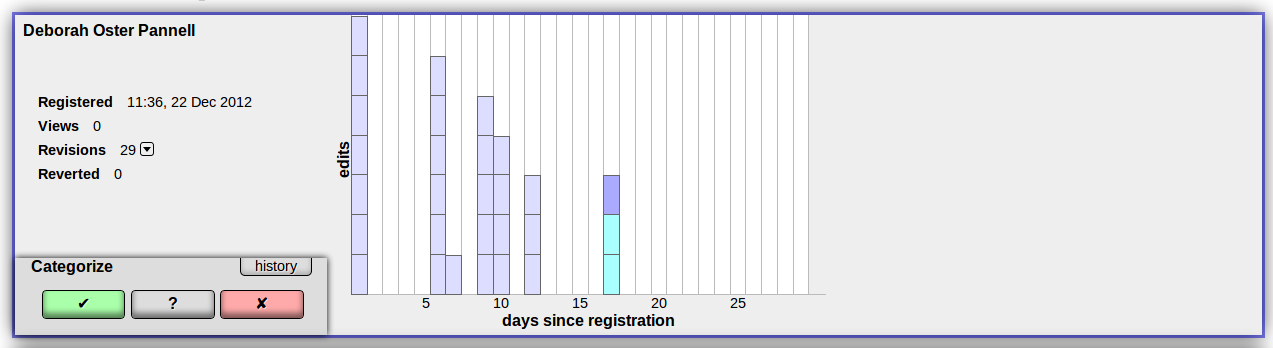 Deborah Oster Pannell
Registered 11:36, 22 Dec 2012
Views 0
Revisions 29
Reverted 0
Categorize history
✔ ? ✘
edits
5 10 15 20 25
days since registration